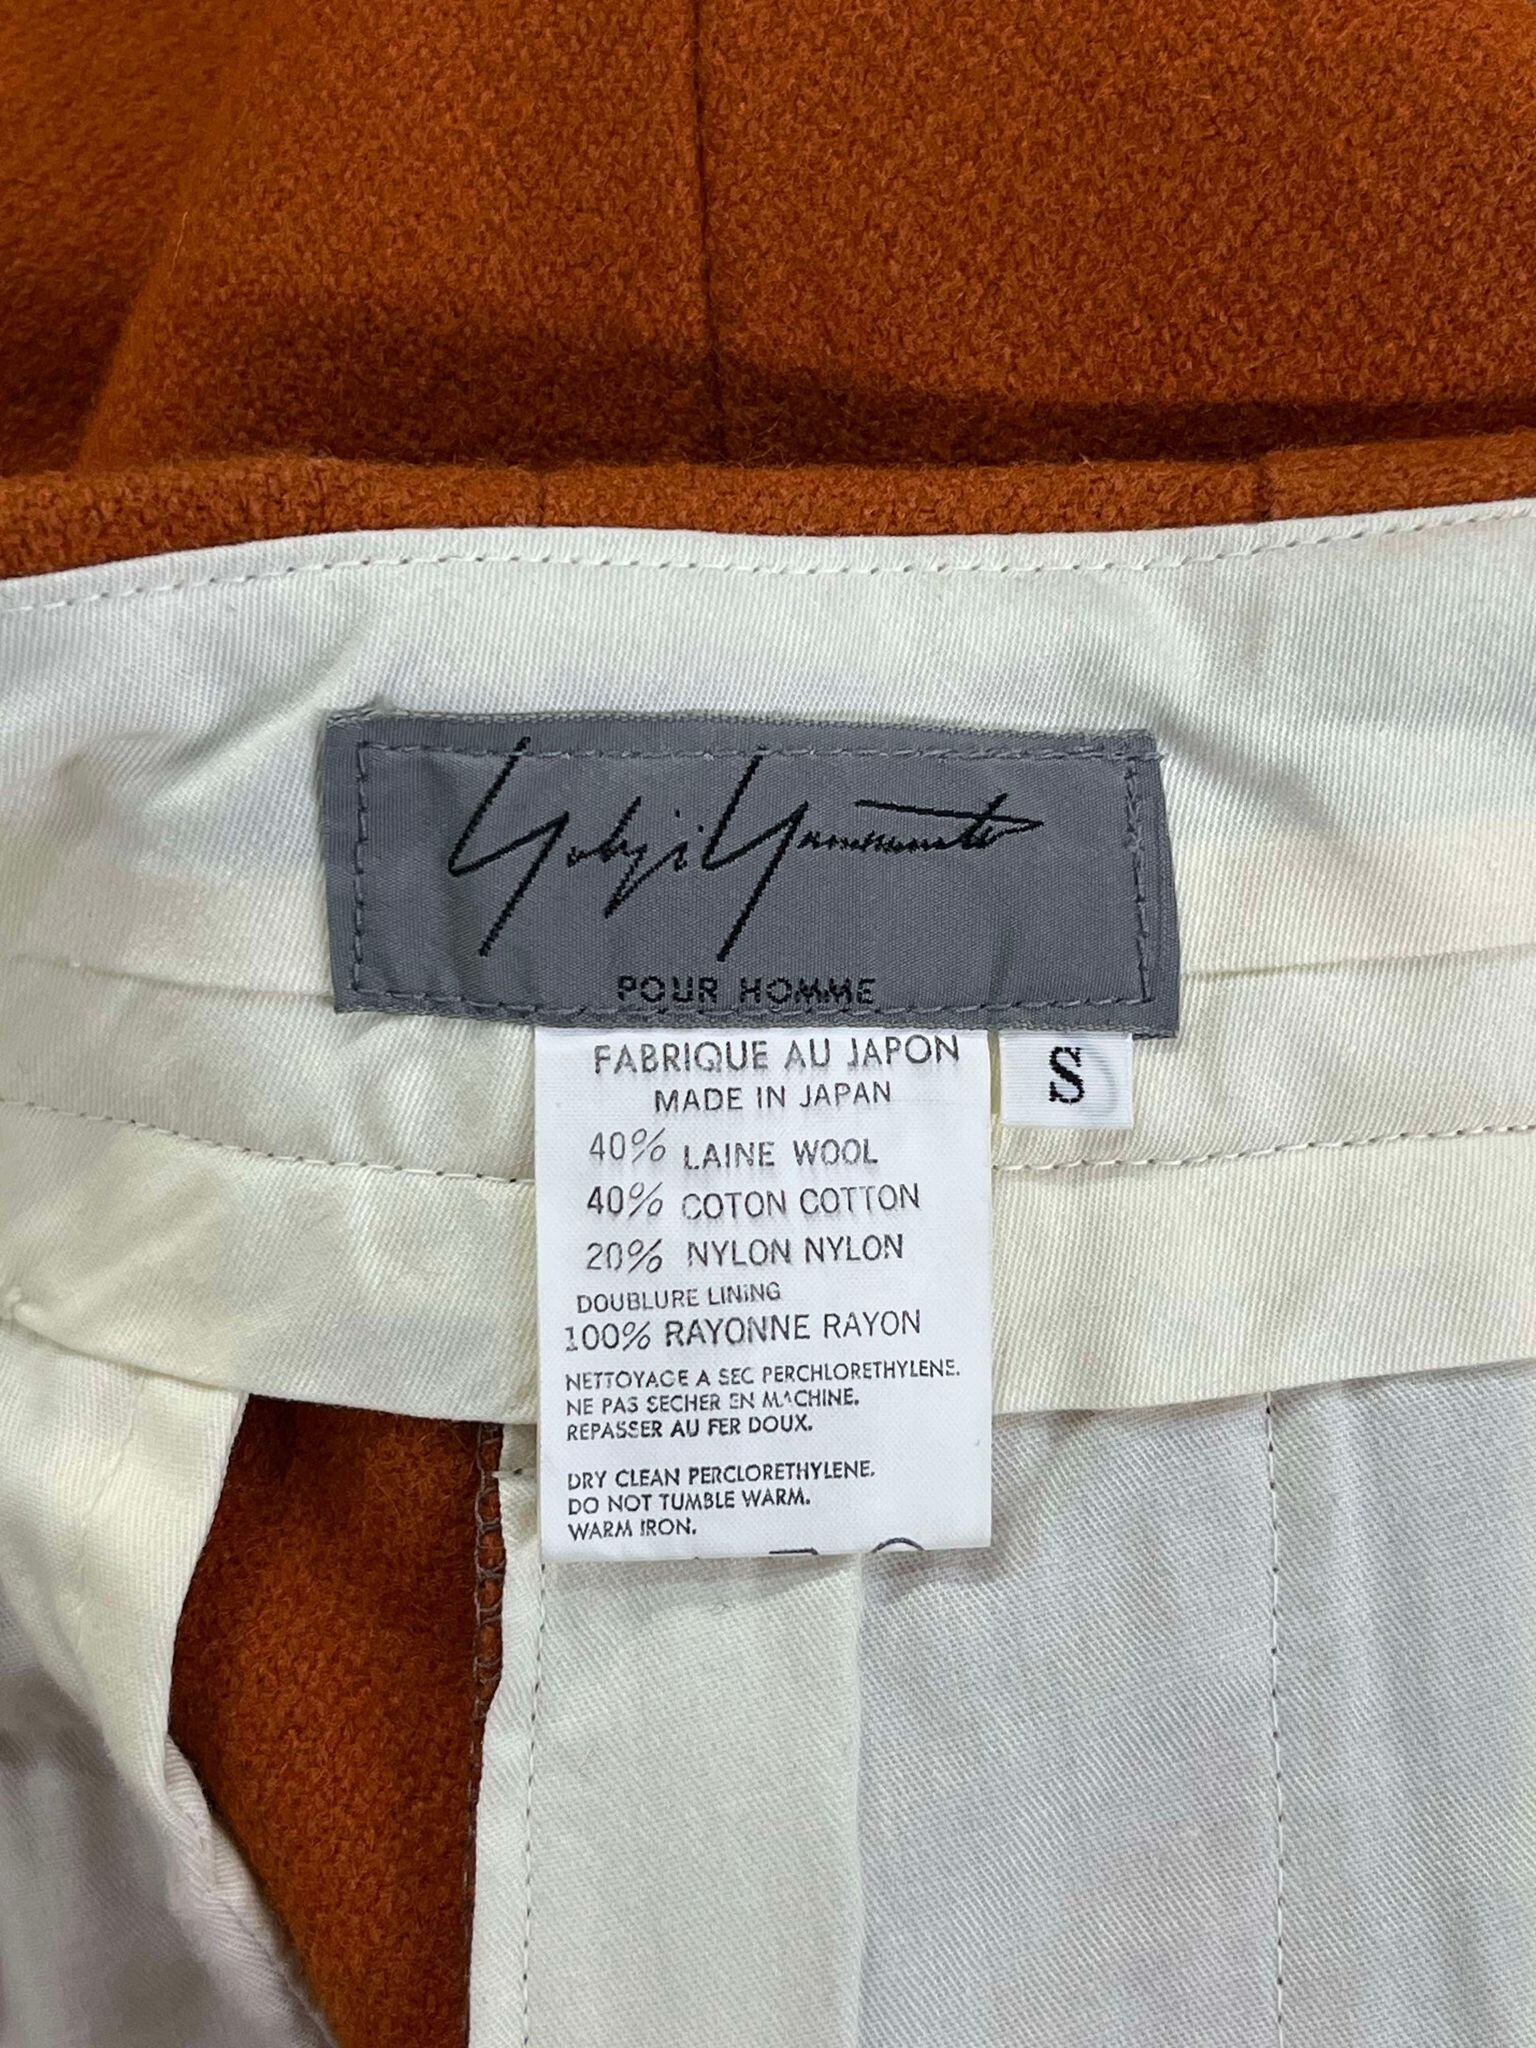 Yohji Yamamoto
POUR HOMME
FABRIQUE AU JAPON
MADE IN JAPAN
S
40% LAINE WOOL
40% COTON COTTON
20% NYLON NYLON
DOUBLURE LINING
100% RAYONNE RAYON
NETTOYAGE A SEC PERCHLORETHYLENE.
NE PAS SECHER EN MACHINE.
REPASSER AU FER DOUX.
DRY CLEAN PERCLORETHYLENE.
DO NOT TUMBLE WARM.
WARM IRON.